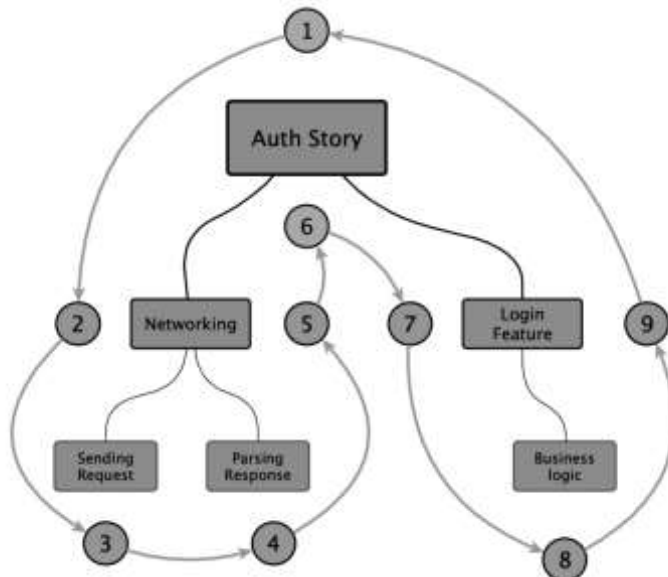 1
Auth Story
6
2
Networking
5
7
Login
Feature
9
Sending
Request
Parsing
Response
Business
logic
3
4
8